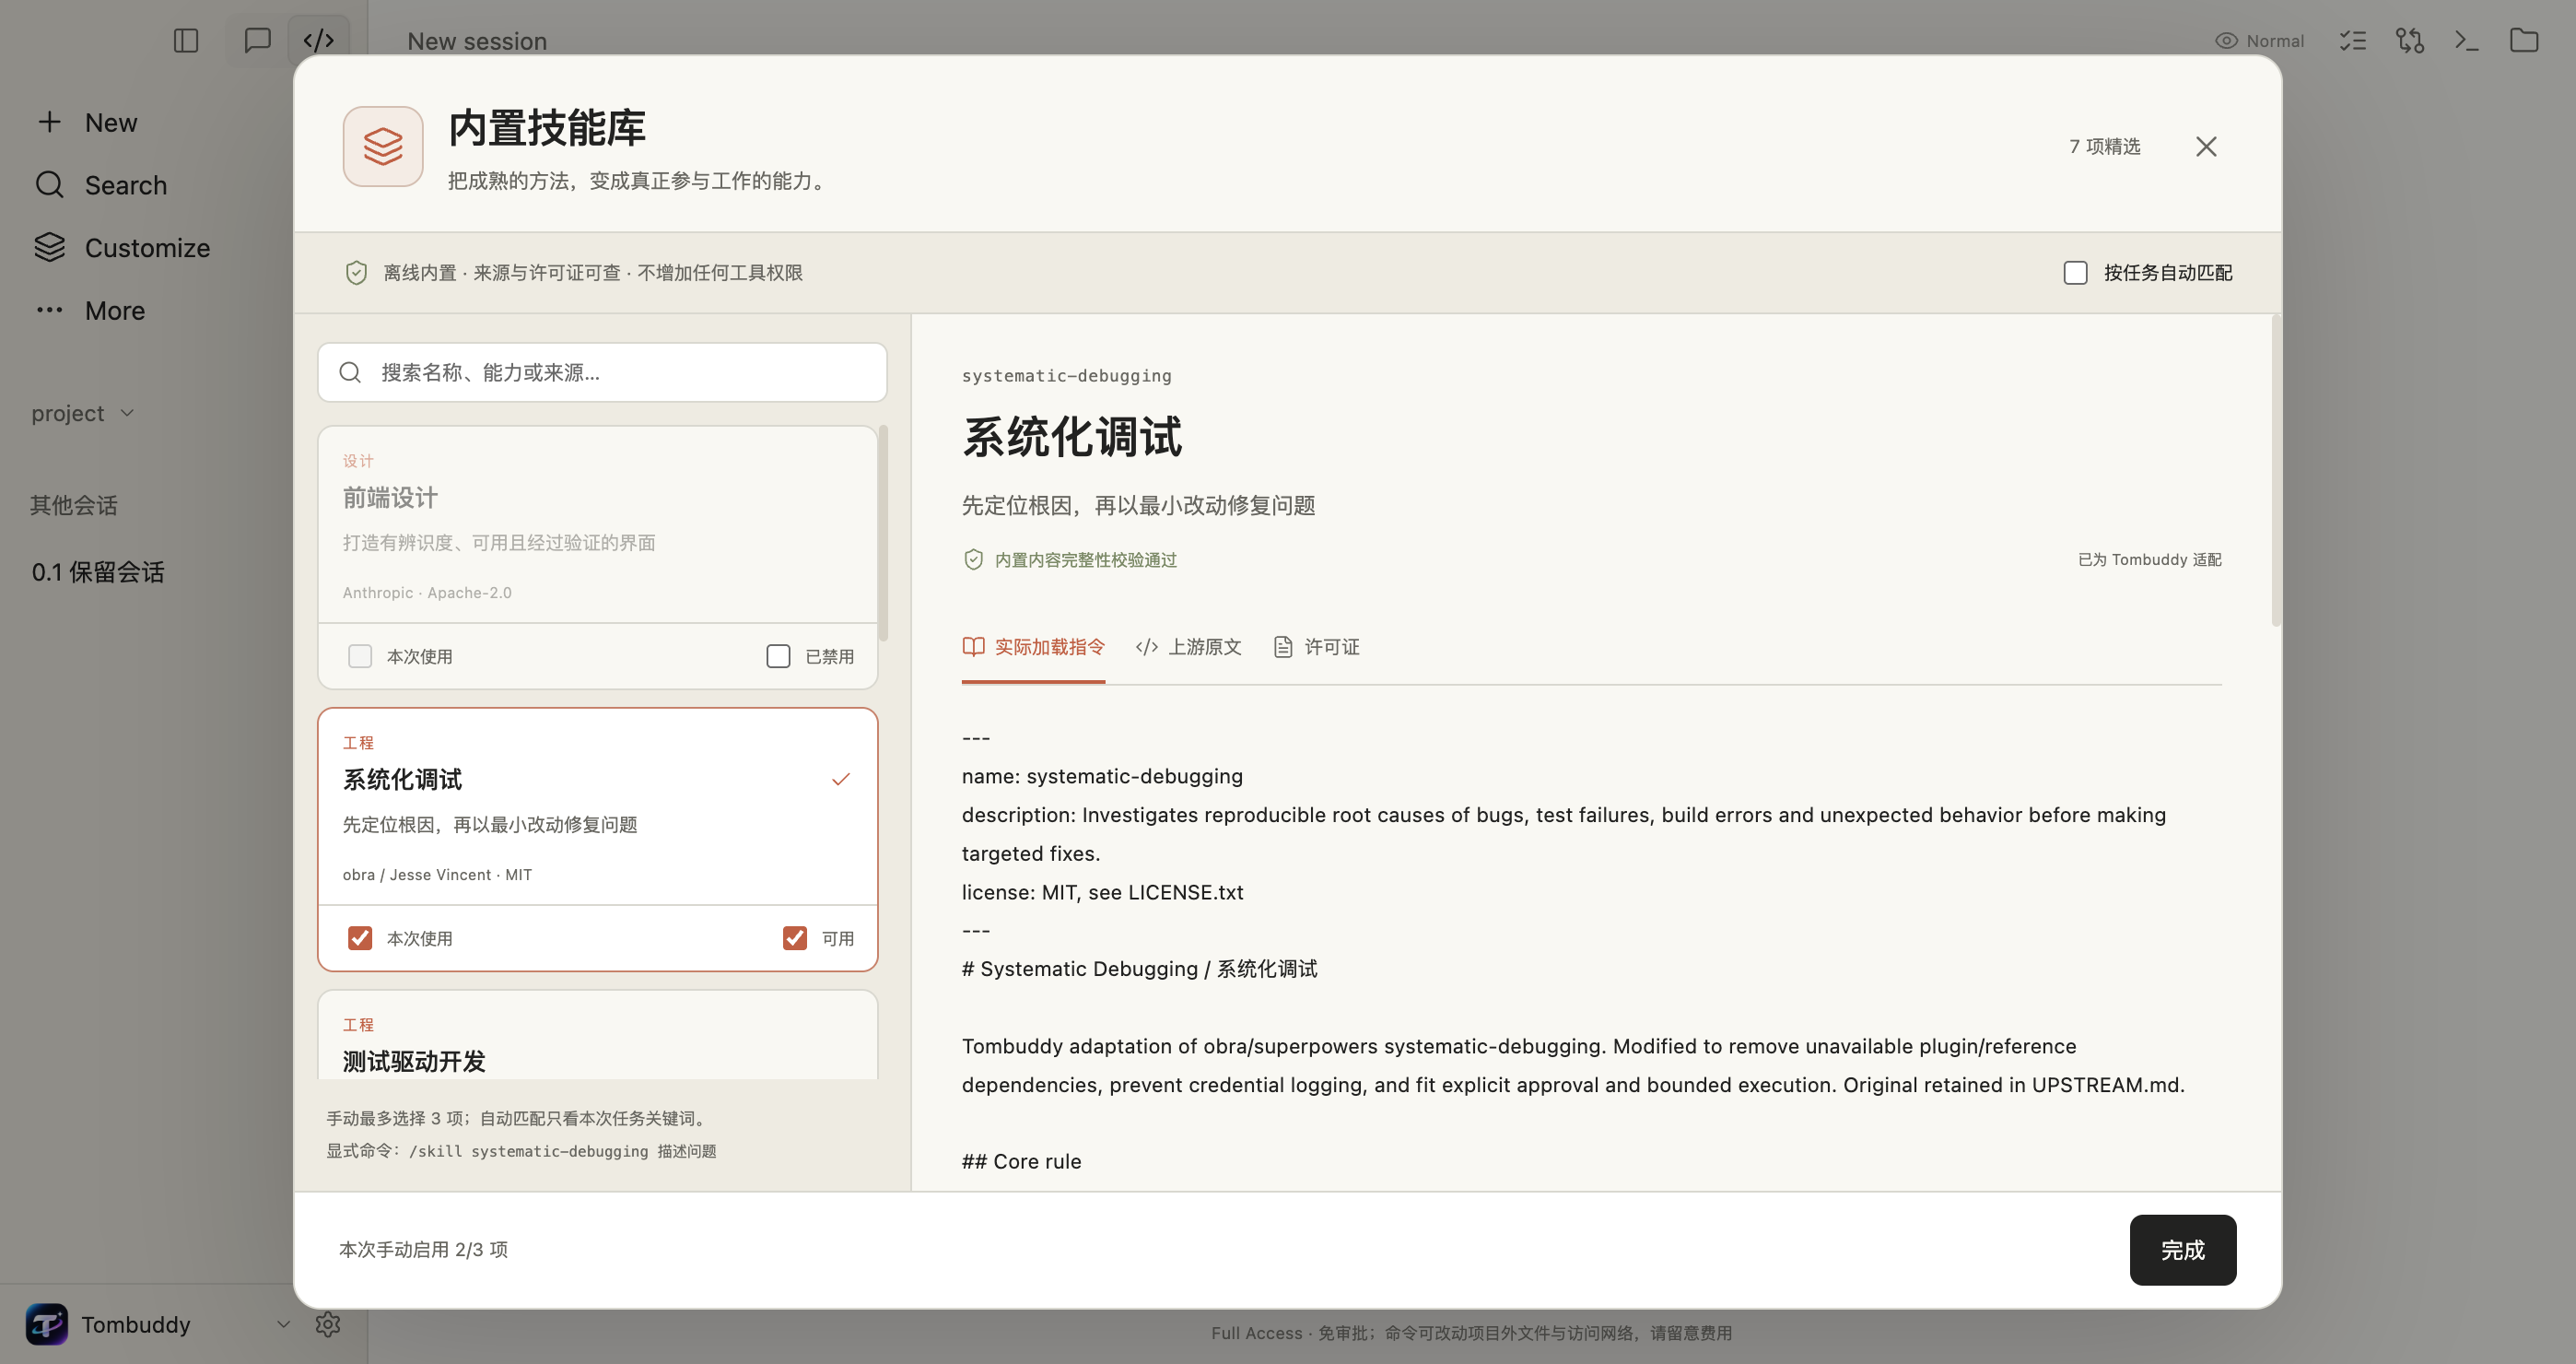 New session
Normal
New
Search
Customize
More
project
其他会话
0.1 保留会话
Tombuddy
内置技能库
把成熟的方法，变成真正参与工作的能力。
7 项精选
离线内置 · 来源与许可证可查 · 不增加任何工具权限
按任务自动匹配
搜索名称、能力或来源...
设计
前端设计
打造有辨识度、可用且经过验证的界面
Anthropic · Apache-2.0
本次使用
已禁用
工程
系统化调试
先定位根因，再以最小改动修复问题
obra / Jesse Vincent · MIT
本次使用
可用
工程
测试驱动开发
手动最多选择 3 项；自动匹配只看本次任务关键词。
显式命令：/skill systematic-debugging 描述问题
systematic-debugging
系统化调试
先定位根因，再以最小改动修复问题
内置内容完整性校验通过
已为 Tombuddy 适配
实际加载指令
上游原文
许可证
---
name: systematic-debugging
description: Investigates reproducible root causes of bugs, test failures, build errors and unexpected behavior before making
targeted fixes.
license: MIT, see LICENSE.txt
---
# Systematic Debugging / 系统化调试
Tombuddy adaptation of obra/superpowers systematic-debugging. Modified to remove unavailable plugin/reference
dependencies, prevent credential logging, and fit explicit approval and bounded execution. Original retained in UPSTREAM.md.
## Core rule
本次手动启用 2/3 项
完成
Full Access · 免审批；命令可改动项目外文件与访问网络，请留意费用